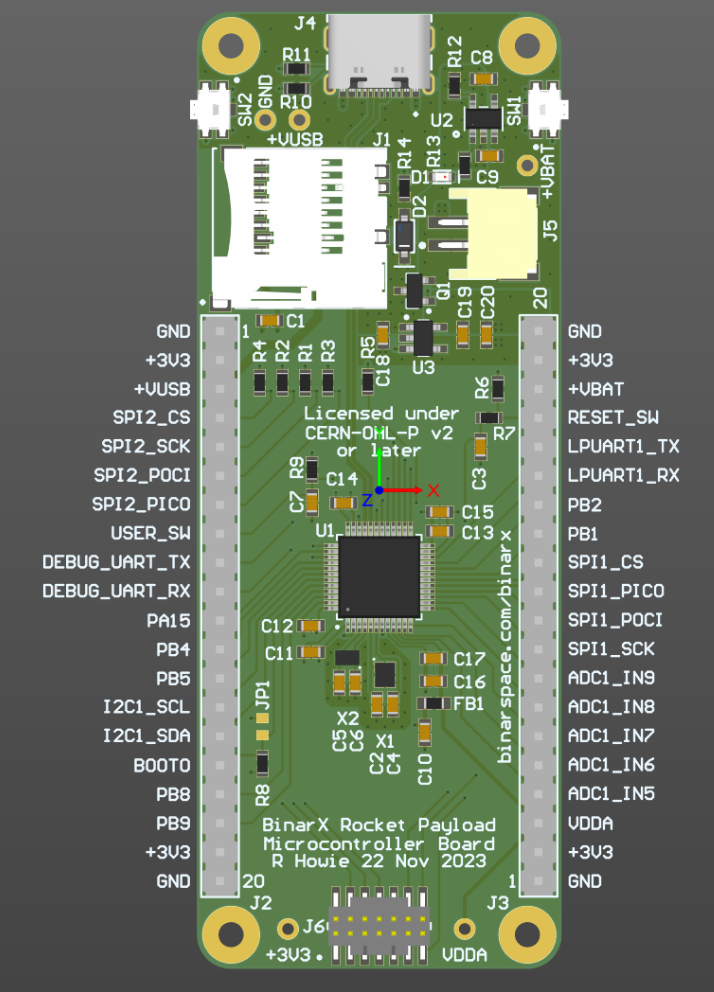 J4
R11
R12
C8
SW2
GND
R10
+VUSB
U2
SW1
J1
R14
R13
D1
C9
+VBAT
D2
J5
Q1
C19
C20
20
C1
1
U3
C18
R5
R4
R2
R1
R3
R6
R7
GND
+3V3
+VUSB
SPI2_CS
SPI2_SCK
SPI2_POCI
SPI2_PICO
USER_SW
DEBUG_UART_TX
DEBUG_UART_RX
PA15
PB4
PB5
I2C1_SCL
I2C1_SDA
BOOT0
PB8
PB9
+3V3
GND
GND
+3V3
+VBAT
RESET_SW
LPUART1_TX
LPUART1_RX
PB2
PB1
SPI1_CS
SPI1_PICO
SPI1_POCI
SPI1_SCK
ADC1_IN9
ADC1_IN8
ADC1_IN7
ADC1_IN6
ADC1_IN5
VDDA
+3V3
GND
Licensed under
CERN-OHL-P v2
or later
C3
R9
C7
C14
Z
X
C15
C13
U1
binarspace.com/binarx
C12
C11
C17
C16
FB1
JP1
X2
C5
C6
X1
C2
C4
C10
R8
BinarX Rocket Payload
Microcontroller Board
R Howie 22 Nov 2023
20
1
J2
J3
J6
+3V3
VDDA